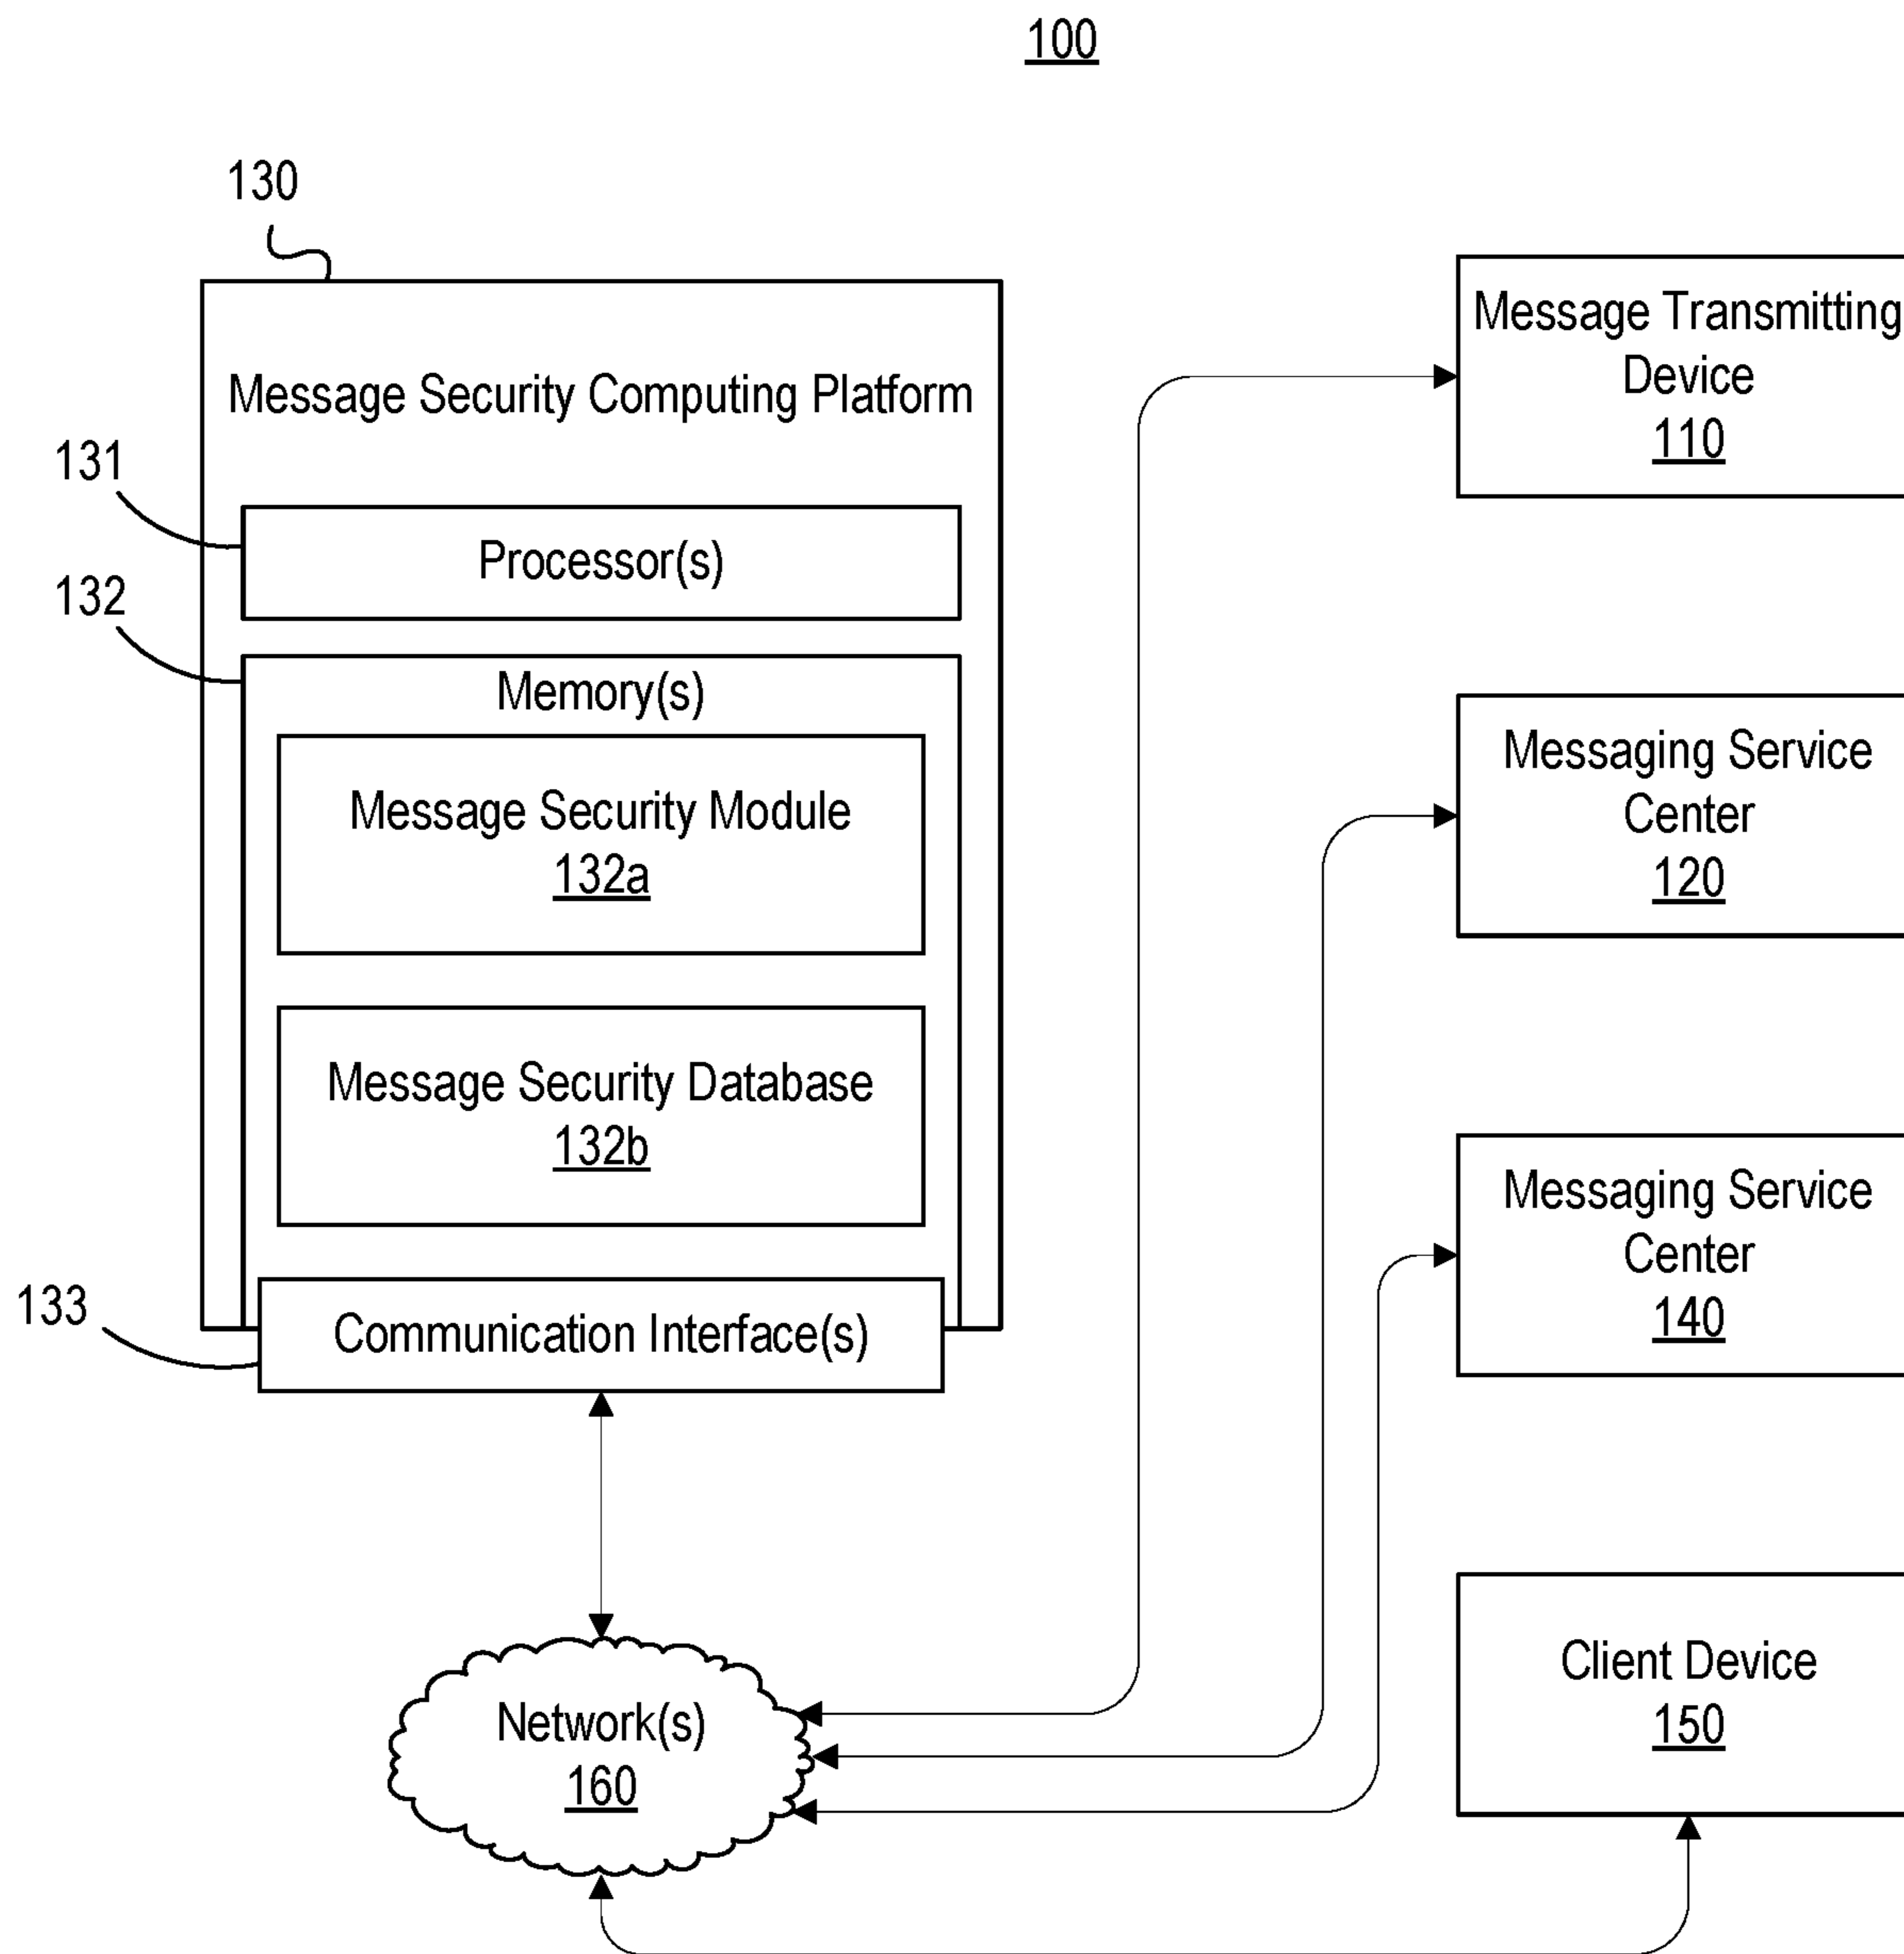 100
130
Message Security Computing Platform
131
Processor(s)
132
Memory(s)
Message Security Module
132a
Message Security Database
132b
133
Communication Interface(s)
Network(s)
160
Message Transmitting
Device
110
Messaging Service
Center
120
Messaging Service
Center
140
Client Device
150